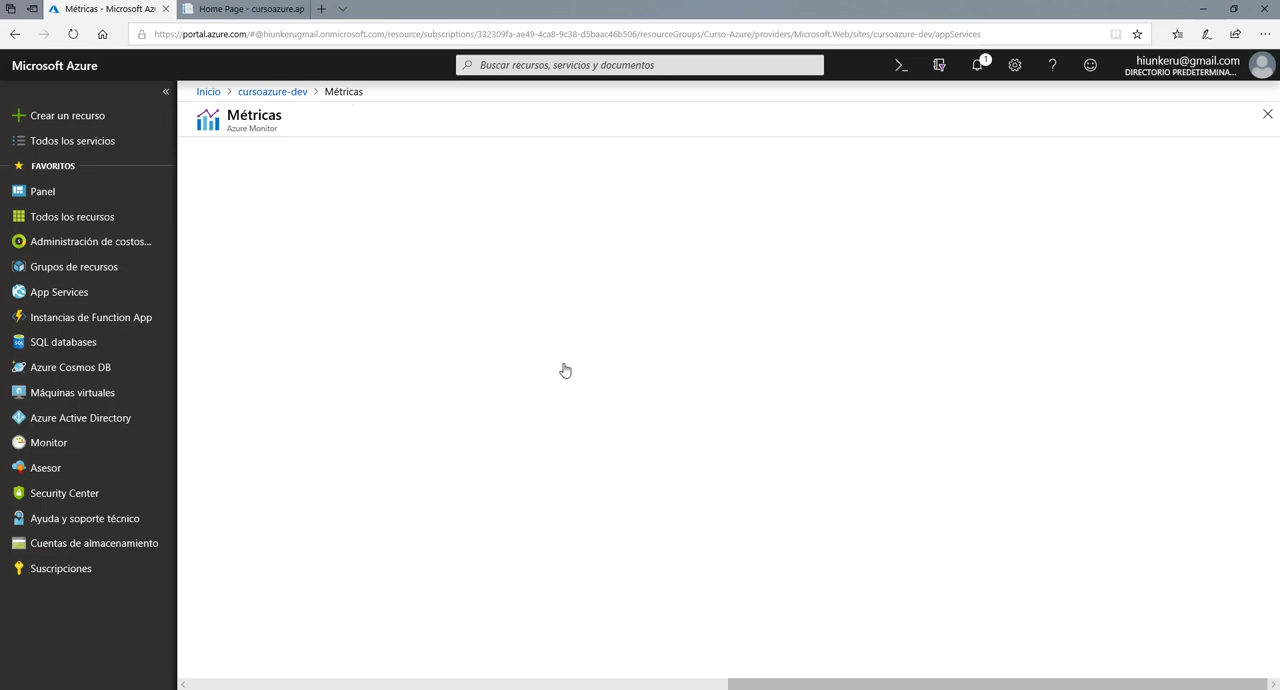 Métricas - Microsoft Azu
Home Page - cursoazure.ap
https://portal.azure.com/#@hiunkerugmail.onmicrosoft.com/resource/subscriptions/332309fa-ae49-4ca8-9c38-d5baac46b506/resourceGroups/Curso-Azure/providers/Microsoft.Web/sites/cursoazure-dev/appServices
Microsoft Azure
Buscar recursos, servicios y documentos
1
hiunkeru@gmail.com
DIRECTORIO PREDETERMINA...
Inicio > cursoazure-dev > Métricas
Métricas
Azure Monitor
Crear un recurso
Todos los servicios
FAVORITOS
Panel
Todos los recursos
Administración de costos...
Grupos de recursos
App Services
Instancias de Function App
SQL databases
Azure Cosmos DB
Máquinas virtuales
Azure Active Directory
Monitor
Asesor
Security Center
Ayuda y soporte técnico
Cuentas de almacenamiento
Suscripciones